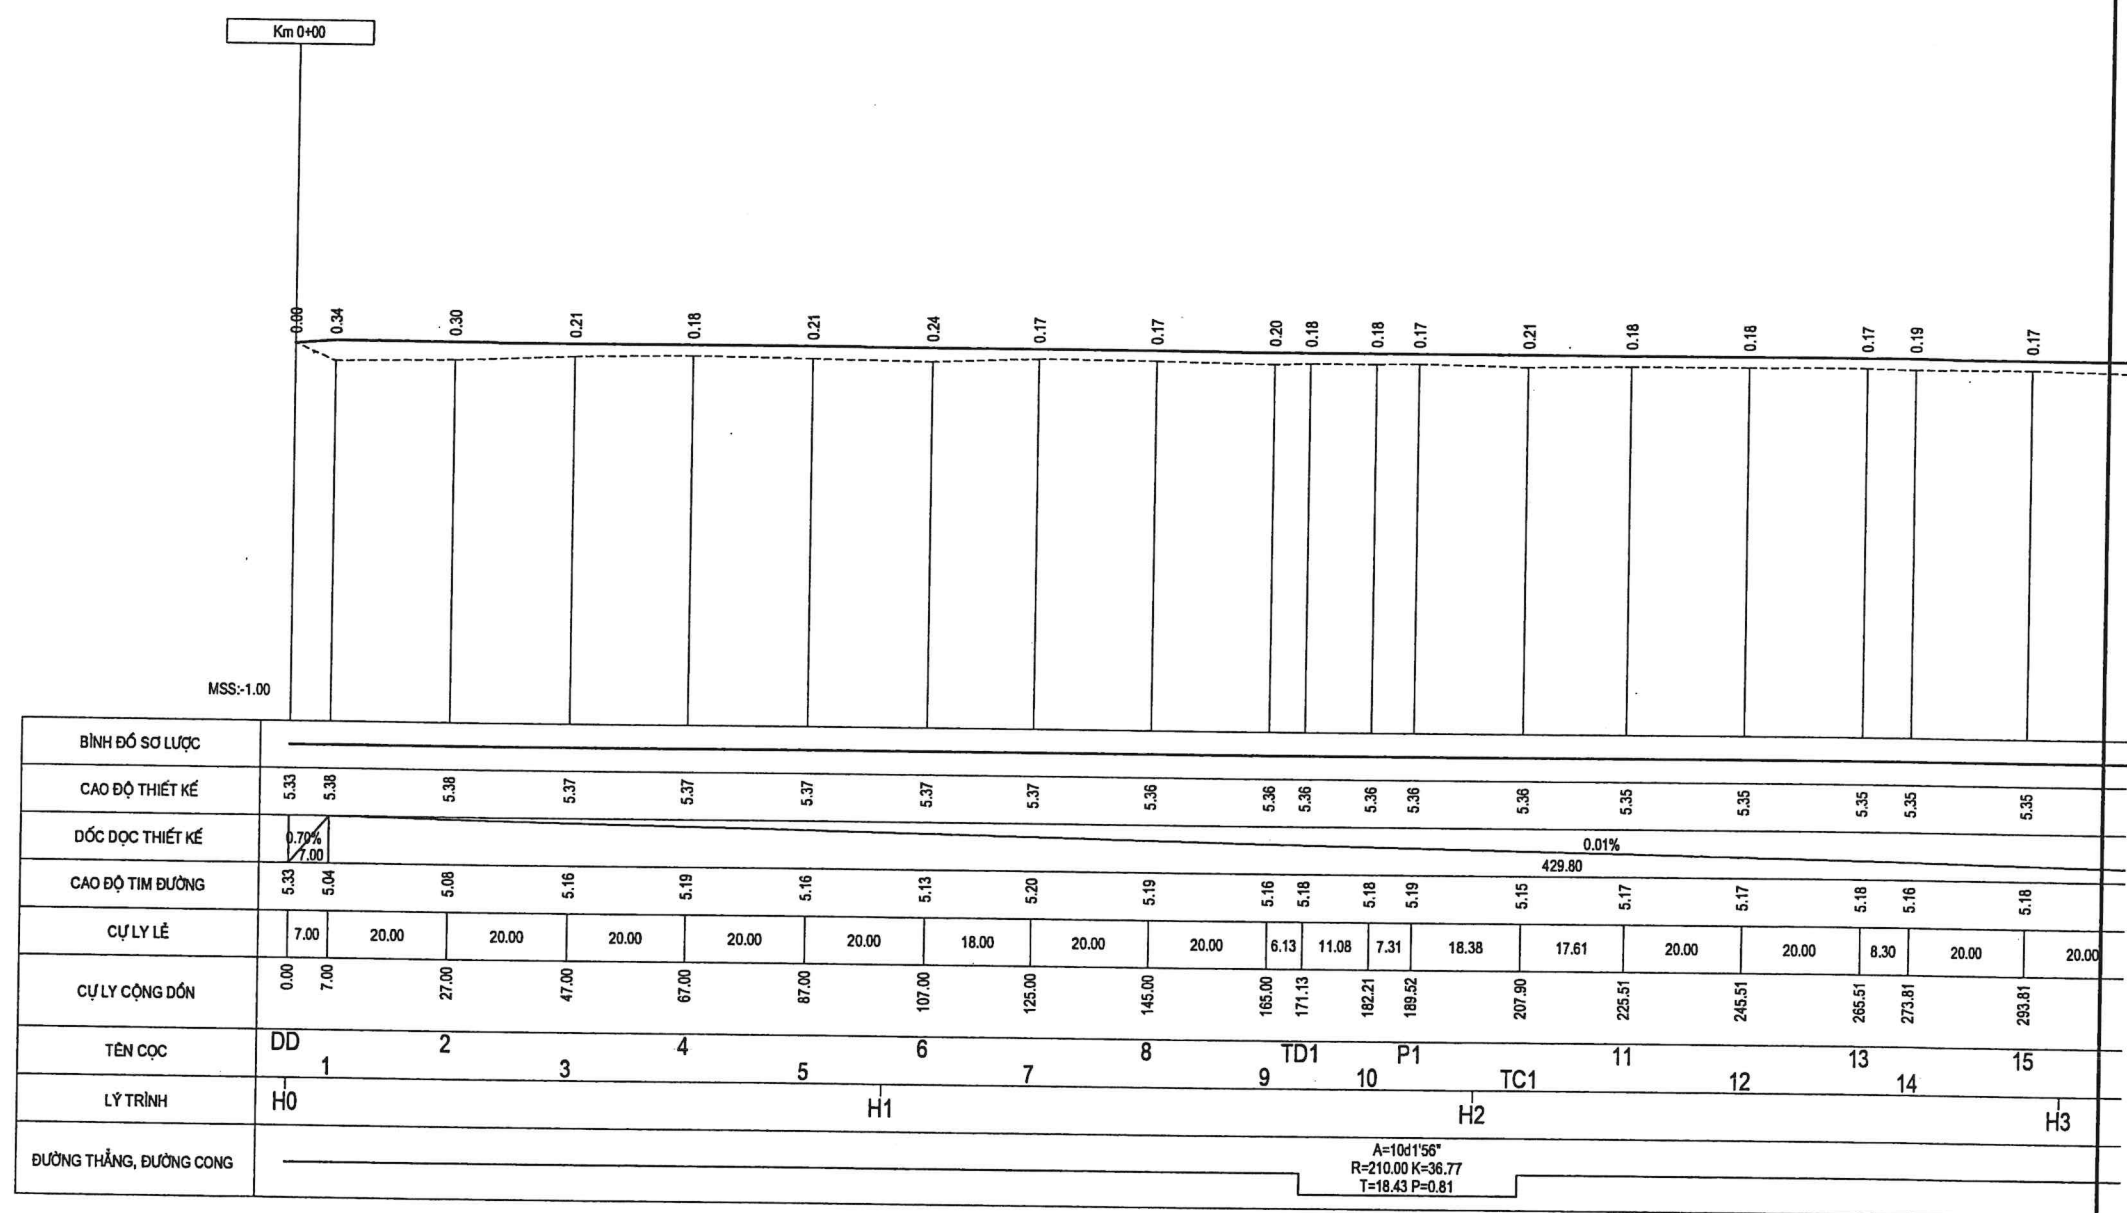 Km 0+00
0.00 0.34 0.30 0.21 0.18 0.21 0.24 0.17 0.17 0.20 0.18 0.18 0.17 0.21 0.18 0.18 0.17 0.19 0.17
MSS:-1.00
BÌNH ĐỒ SƠ LƯỢC
CAO ĐỘ THIẾT KẾ 5.33 5.38 5.38 5.37 5.37 5.37 5.37 5.37 5.36 5.36 5.36 5.36 5.36 5.36 5.35 5.35 5.35 5.35 5.35
DỐC DỌC THIẾT KẾ 0.70% 0.01%
7.00 429.80
CAO ĐỘ TIM ĐƯỜNG 5.33 5.04 5.08 5.16 5.19 5.16 5.13 5.20 5.19 5.16 5.18 5.18 5.19 5.15 5.17 5.17 5.18 5.16 5.18
CỰ LY LẺ 7.00 20.00 20.00 20.00 20.00 20.00 18.00 20.00 20.00 6.13 11.08 7.31 18.38 17.61 20.00 20.00 8.30 20.00 20.00
CỰ LY CỘNG DỒN 0.00 7.00 27.00 47.00 67.00 87.00 107.00 125.00 145.00 165.00 171.13 182.21 189.52 207.90 225.51 245.51 265.51 273.81 293.81
TÊN CỌC DD 1 2 3 4 5 6 7 8 9 TD1 10 P1 TC1 11 12 13 14 15
LÝ TRÌNH H0 H1 H2 H3
ĐƯỜNG THẲNG, ĐƯỜNG CONG
A=10d1'56"
R=210.00 K=36.77
T=18.43 P=0.81